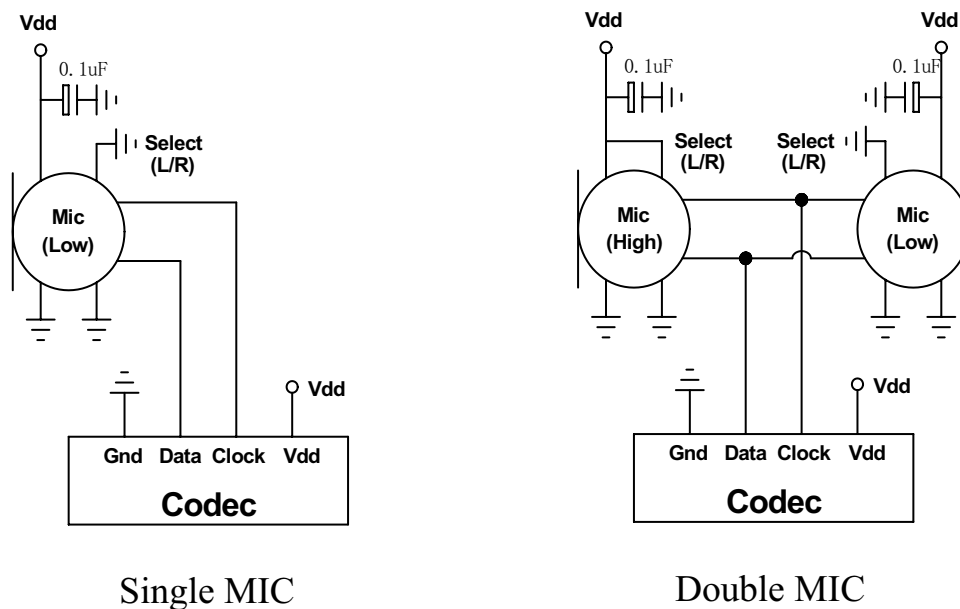 Vdd
0.1uF
Select
(L/R)
Mic
(Low)
Vdd
Gnd Data Clock Vdd
Codec
Single MIC
Vdd
Vdd
0.1uF
0.1uF
Select
(L/R)
Select
(L/R)
Mic
(High)
Mic
(Low)
Vdd
Gnd Data Clock Vdd
Codec
Double MIC